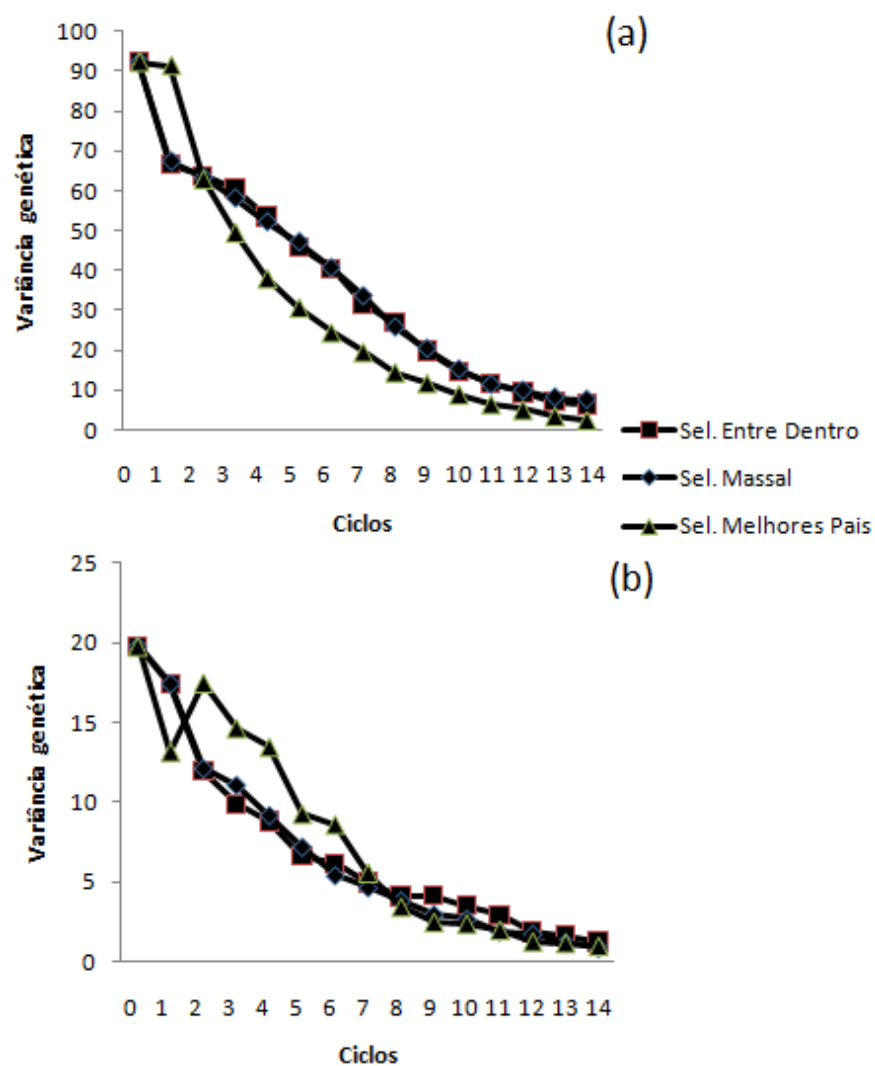 (a)
100
90
80
70
60
50
40
30
20
10
0
Variância genética
0 1 2 3 4 5 6 7 8 9 10 11 12 13 14
Ciclos
Sel. Entre Dentro
Sel. Massal
Sel. Melhores Pais
(b)
25
20
15
10
5
0
Variância genética
0 1 2 3 4 5 6 7 8 9 10 11 12 13 14
Ciclos